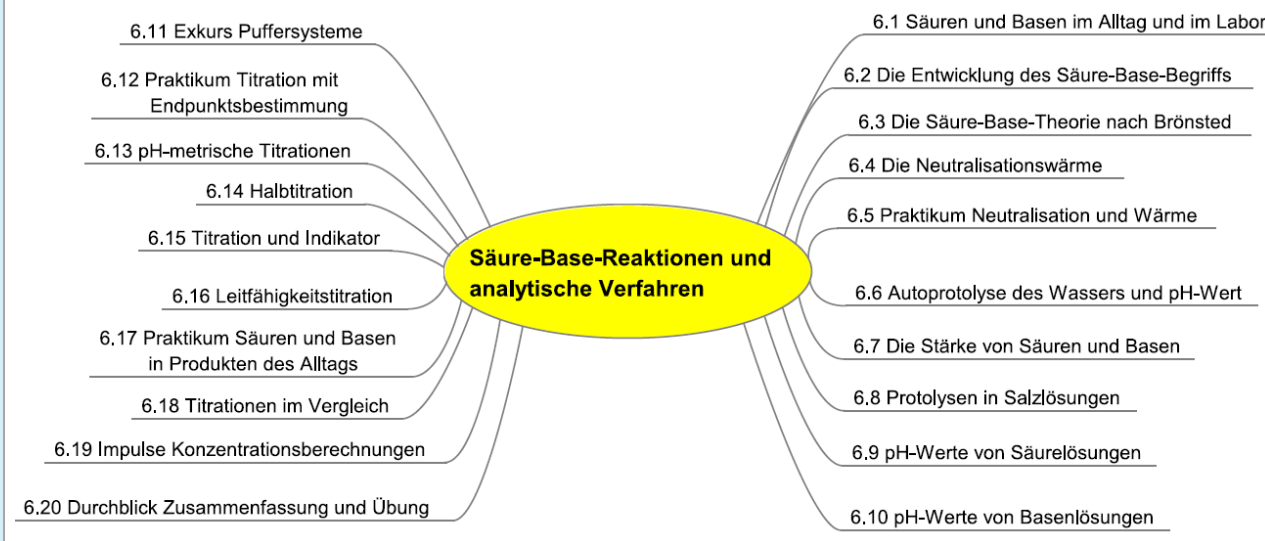 6.1 Säuren und Basen im Alltag und im Labor
6.2 Die Entwicklung des Säure-Base-Begriffs
6.3 Die Säure-Base-Theorie nach Brönsted
6.4 Die Neutralisationswärme
6.5 Praktikum Neutralisation und Wärme
6.6 Autoprotolyse des Wassers und pH-Wert
6.7 Die Stärke von Säuren und Basen
6.8 Protolysen in Salzlösungen
6.9 pH-Werte von Säurelösungen
6.10 pH-Werte von Basenlösungen
Säure-Base-Reaktionen und
analytische Verfahren
6.11 Exkurs Puffersysteme
6.12 Praktikum Titration mit
Endpunktsbestimmung
6.13 pH-metrische Titrationen
6.14 Halbtitration
6.15 Titration und Indikator
6.16 Leitfähigkeitstitration
6.17 Praktikum Säuren und Basen
in Produkten des Alltags
6.18 Titrationen im Vergleich
6.19 Impulse Konzentrationsberechnungen
6.20 Durchblick Zusammenfassung und Übung